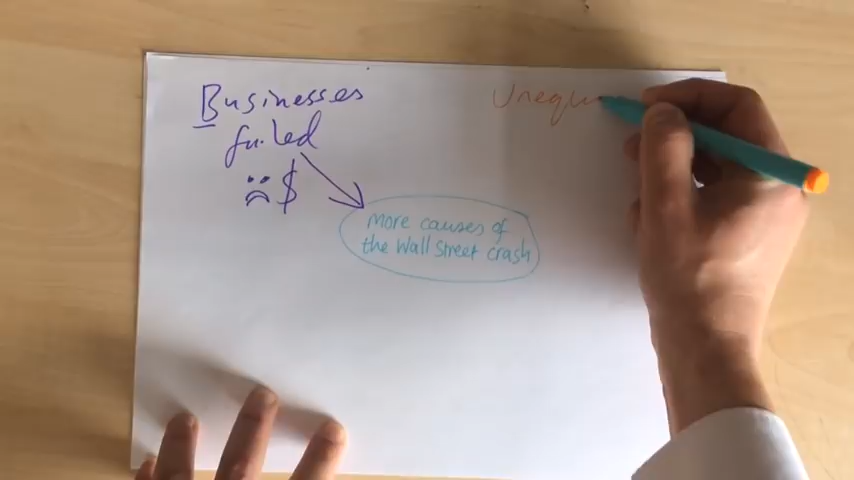 Businesses
failed
$
Unequ
more causes of
the Wall Street crash